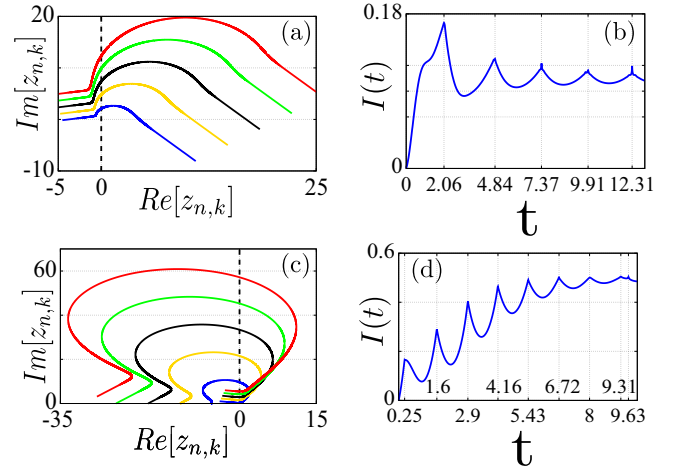 20
(a)
Im[z_{n,k}]
-10
-5
0
25
Re[z_{n,k}]
0.18
(b)
I(t)
0
0
2.06
4.84
7.37
9.91
12.31
t
60
(c)
Im[z_{n,k}]
0
-35
0
15
Re[z_{n,k}]
0.6
(d)
I(t)
0
1.6
4.16
6.72
9.31
0.25
2.9
5.43
8
9.63
t